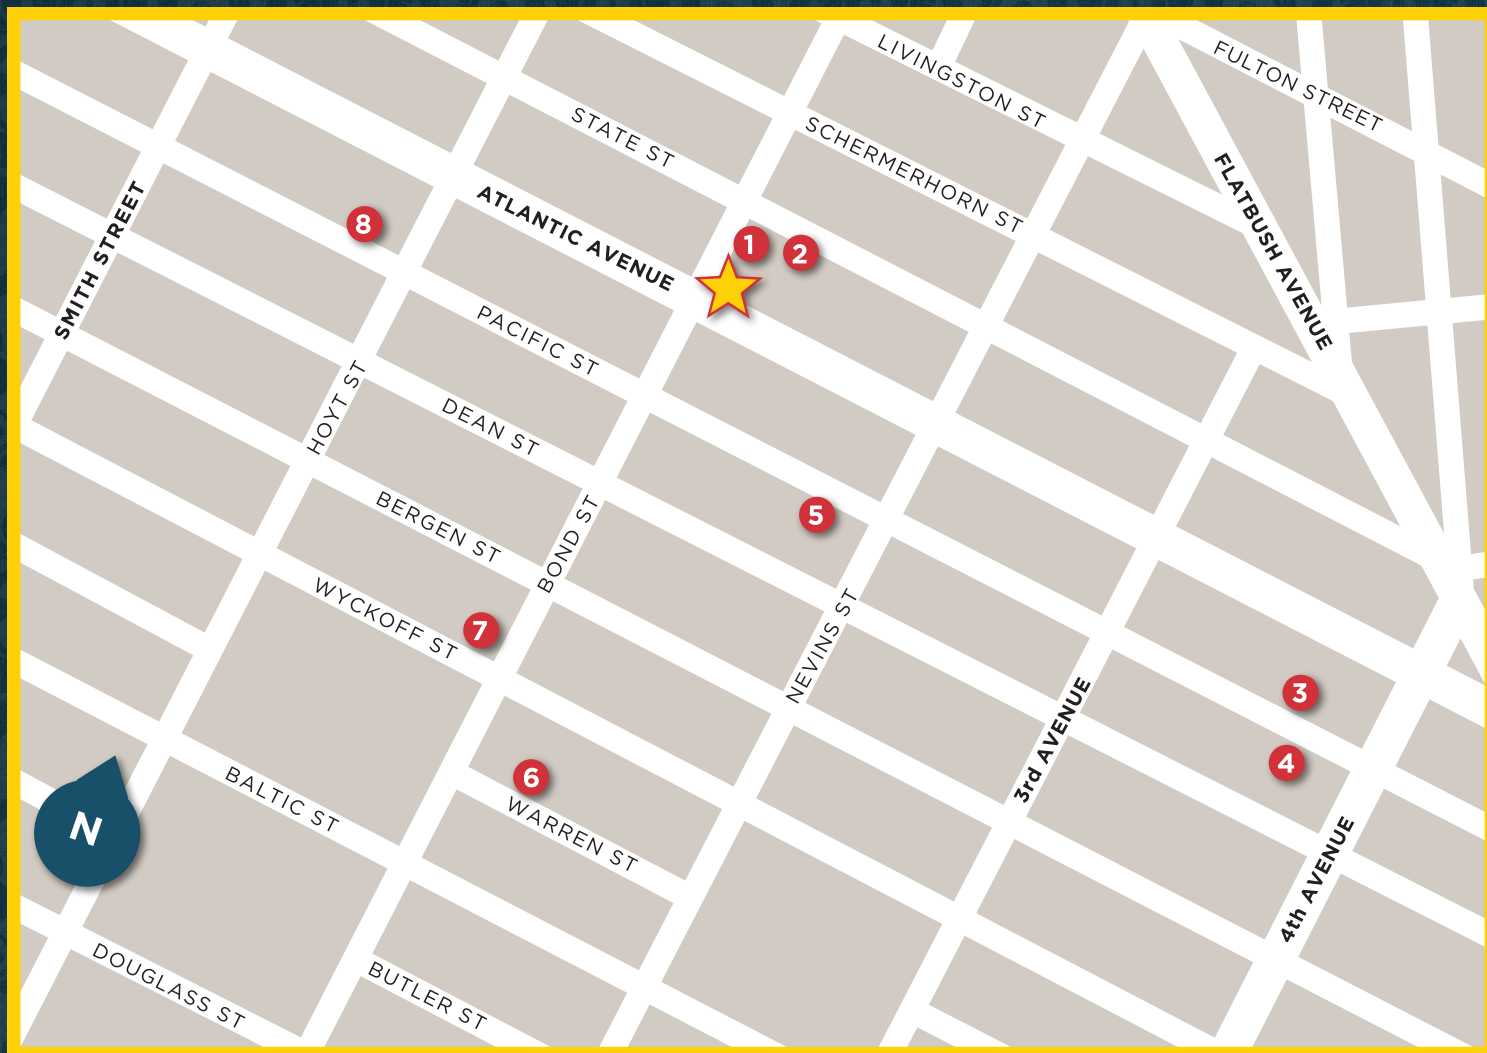 LIVINGSTON ST
FULTON STREET
STATE ST
SCHERMERHORN ST
FLATBUSH AVENUE
ATLANTIC AVENUE
SMITH STREET
8
1
2
PACIFIC ST
HOYT ST
DEAN ST
BERGEN ST
BOND ST
5
WYCKOFF ST
7
NEVINS ST
3rd AVENUE
3
4
6
WARREN ST
BALTIC ST
N
4th AVENUE
DOUGLASS ST
BUTLER ST